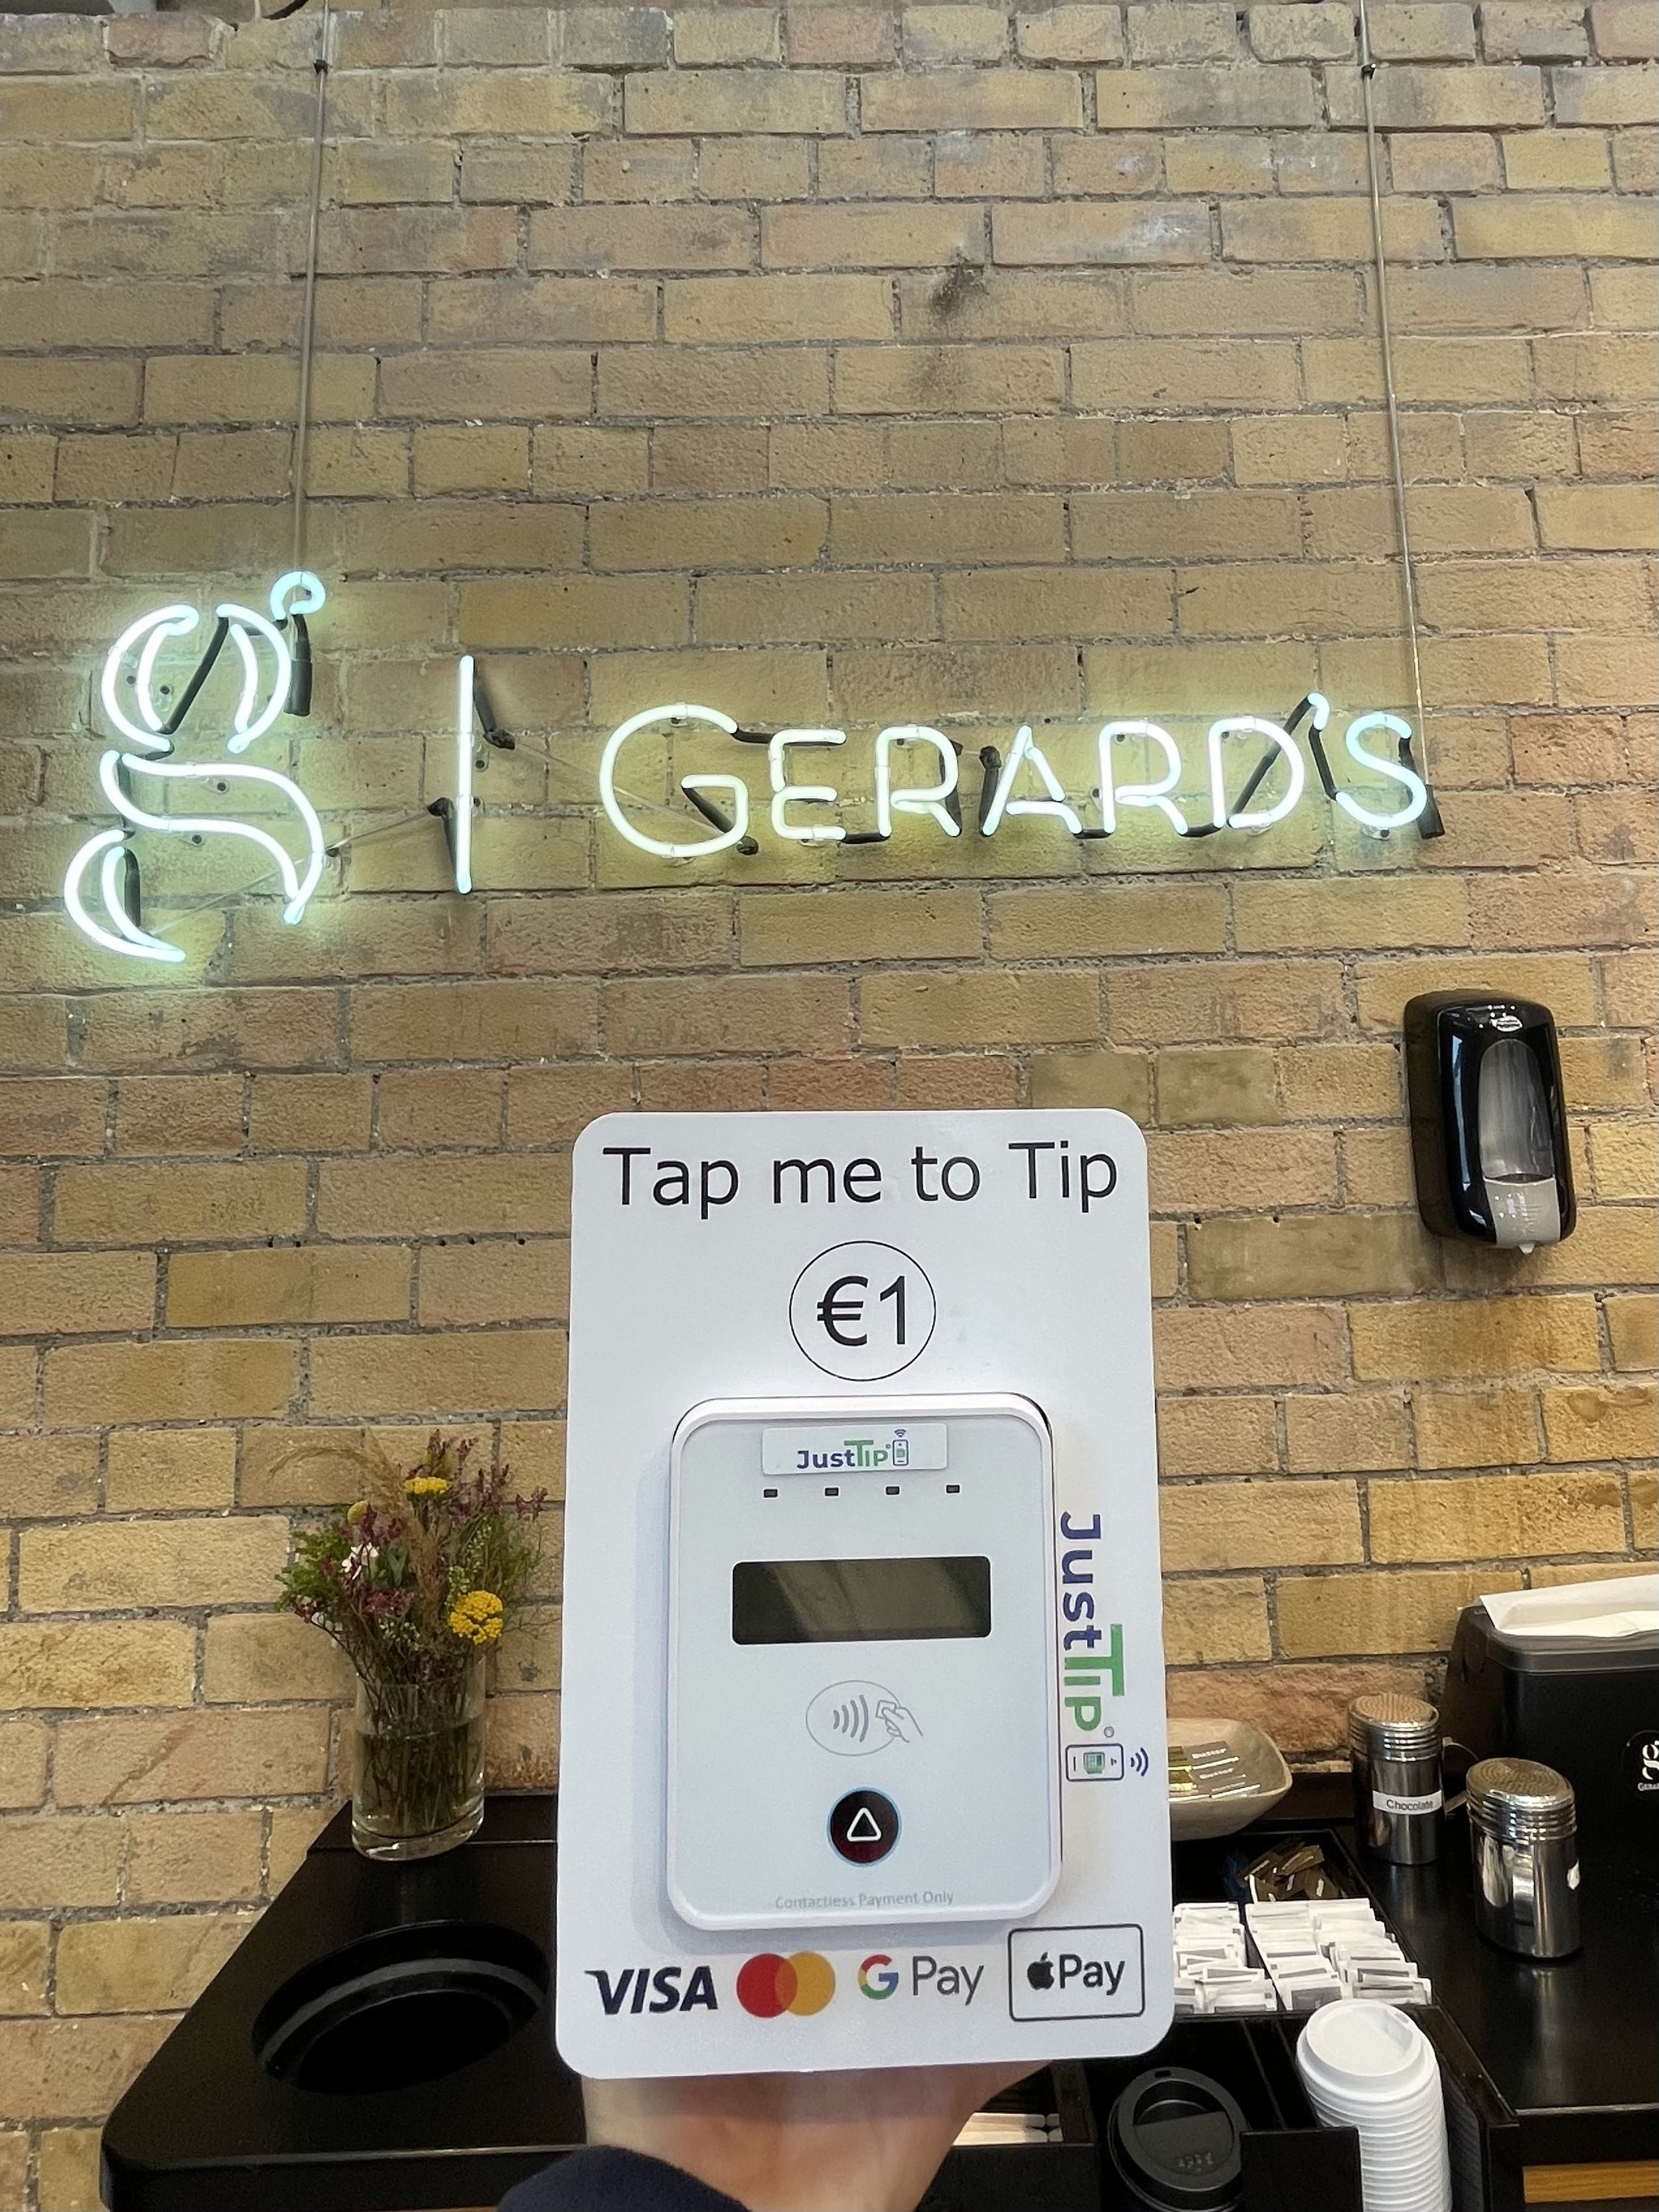 g
GERARD'S
Tap me to Tip
€1
JustTip
JustTip
Contactless Payment Only
VISA
G Pay
Pay
Chocolate